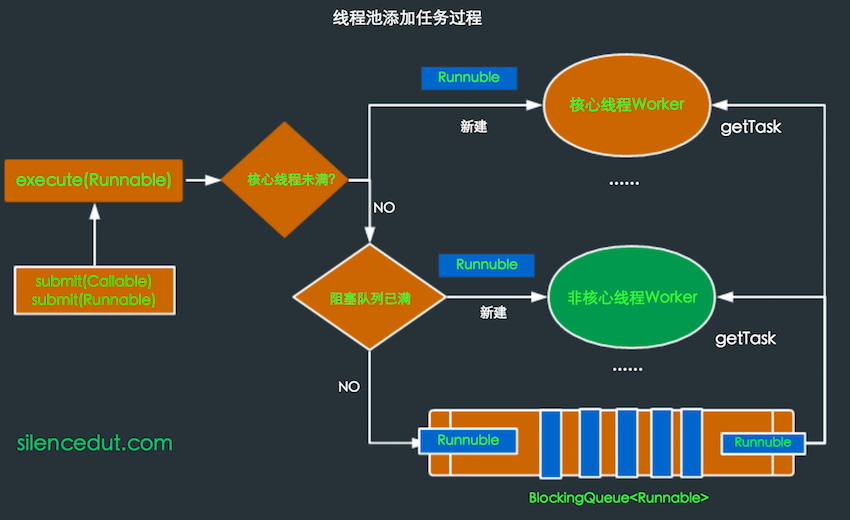 线程池添加任务过程
Runnuble
核心线程Worker
新建
getTask
execute(Runnable)
核心线程未满?
......
NO
Runnuble
submit(Callable)
submit(Runnable)
阻塞队列已满
非核心线程Worker
新建
getTask
......
NO
silencedut.com
Runnuble
Runnuble
BlockingQueue<Runnable>